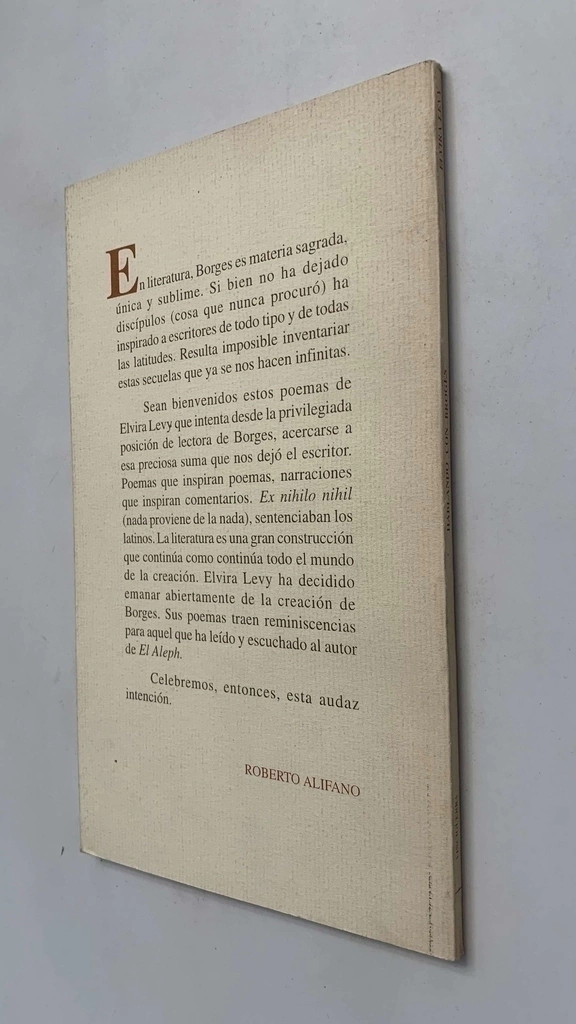 En literatura, Borges es materia sagrada,
única y sublime. Si bien no ha dejado
discípulos (cosa que nunca procuró) ha
inspirado a escritores de todo tipo y de todas
las latitudes. Resulta imposible inventariar
estas secuelas que ya se nos hacen infinitas.
Sean bienvenidos estos poemas de
Elvira Levy que intenta desde la privilegiada
posición de lectora de Borges, acercarse a
esa preciosa suma que nos dejó el escritor.
Poemas que inspiran poemas, narraciones
que inspiran comentarios. Ex nihilo nihil
(nada proviene de la nada), sentenciaban los
latinos. La literatura es una gran construcción
que continúa como continúa todo el mundo
de la creación. Elvira Levy ha decidido
emanar abiertamente de la creación de
Borges. Sus poemas traen reminiscencias
para aquel que ha leído y escuchado al autor
de El Aleph.
Celebremos, entonces, esta audaz
intención.
ROBERTO ALIFANO
ELVIRA LEVY
HABLANDO CON BORGES